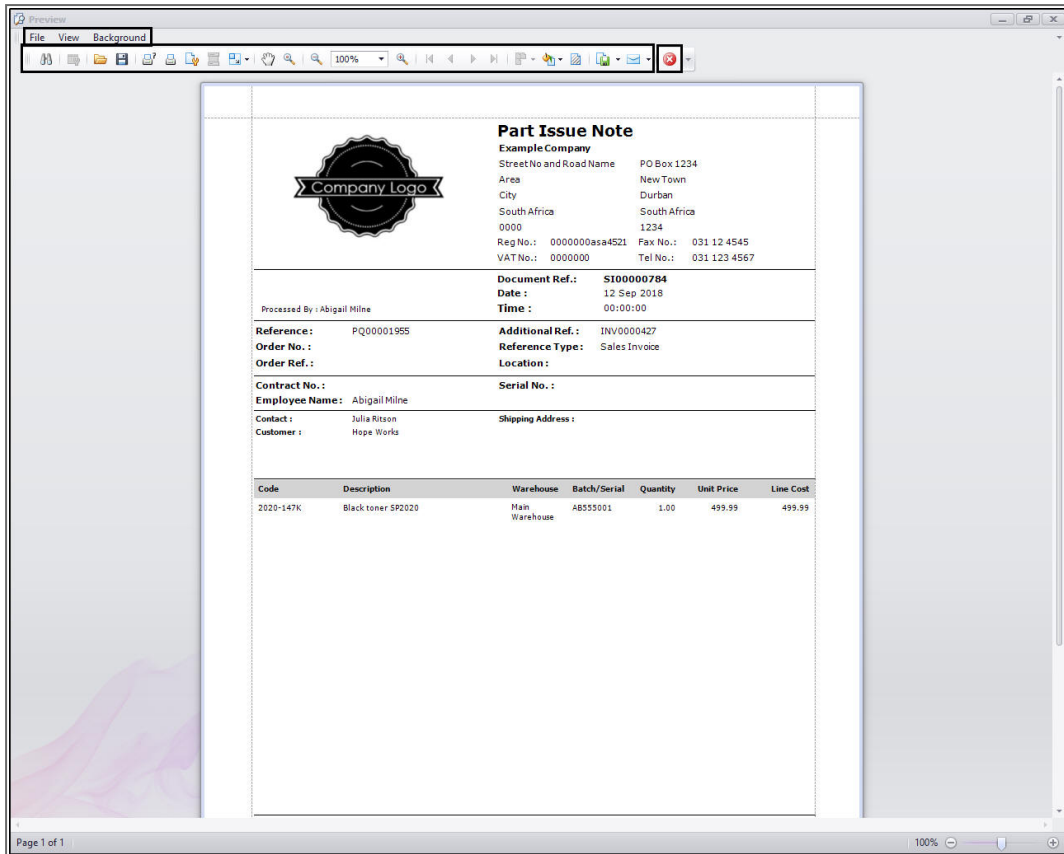 Preview
File View Background
100%
Company Logo
Part Issue Note
Example Company
Street No and Road Name PO Box 1234
Area New Town
City Durban
South Africa South Africa
0000 1234
Reg No.: 0000000asa4521 Fax No.: 031 12 4545
VAT No.: 0000000 Tel No.: 031 123 4567
Document Ref.: SI00000784
Date : 12 Sep 2018
Processed By : Abigail Milne Time : 00:00:00
Reference : PQ00001955 Additional Ref. : INV0000427
Order No. : Reference Type : Sales Invoice
Order Ref. : Location :
Contract No. : Serial No. :
Employee Name : Abigail Milne
Contact : Julia Ritson Shipping Address :
Customer : Hope Works
Code Description Warehouse Batch/Serial Quantity Unit Price Line Cost
2020-147K Black toner SP2020 Main AB555001 1.00 499.99 499.99
Warehouse
Page 1 of 1 100%